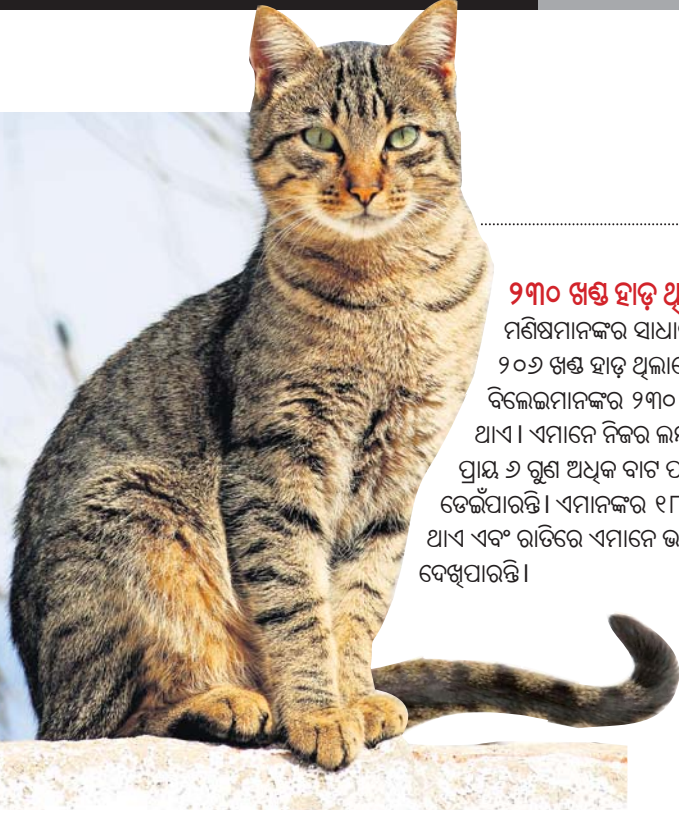 ୨୩୦ ଖଣ୍ଡ ହାଡ଼
ମଣିଷମାନଙ୍କର
୨୦୬ ଖଣ୍ଡ ହାଡ଼
ବିଲେଇମାନଙ୍କର ୨୩୦
ଥାଏ । ଏମାନେ ନିଜର
ପ୍ରାୟ ୬ ଗୁଣ ଅଧିକ ବାଟ
ଡେଇଁପାରନ୍ତି । ଏମାନଙ୍କର ୧୮
ଥାଏ ଏବଂ ରାତିରେ ଏମାନେ
ଦେଖିପାରନ୍ତି ।